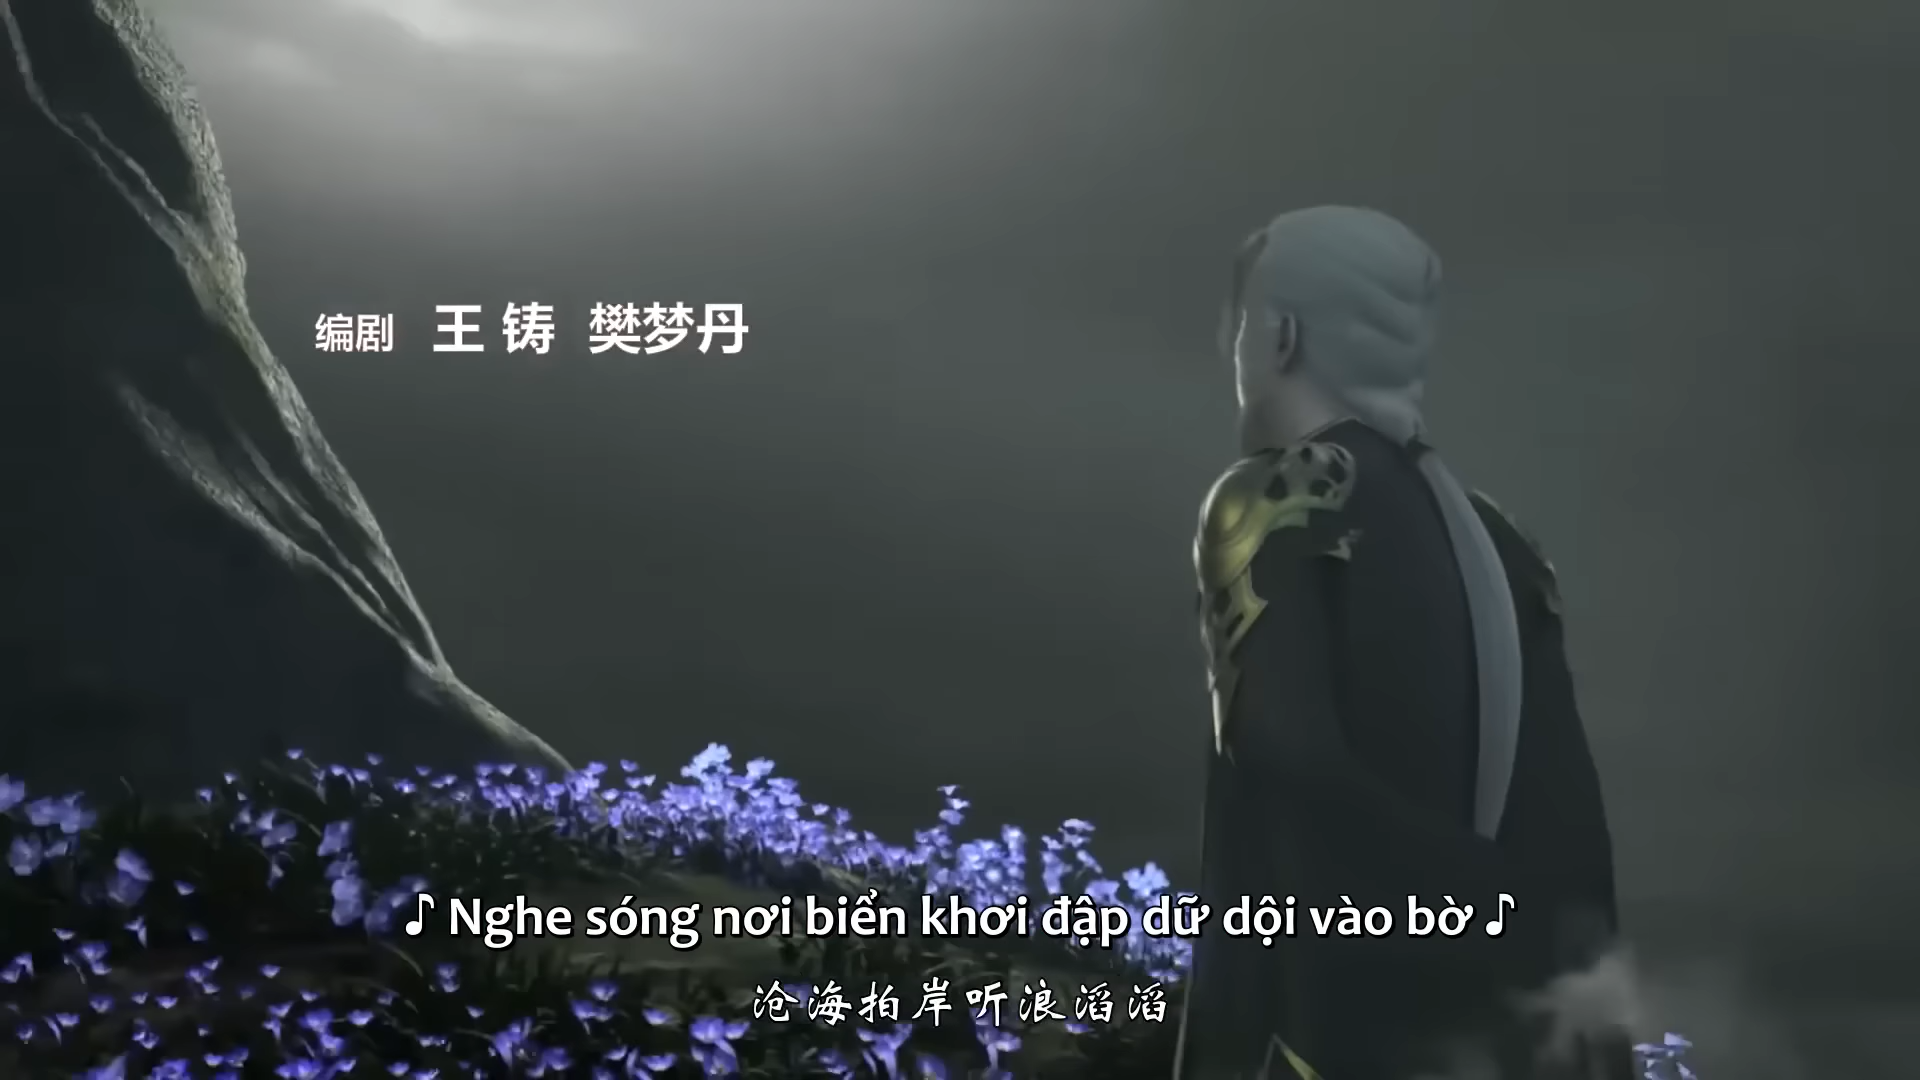 编剧 王铸 樊梦丹
♪ Nghe sóng nơi biển khơi đập dữ dội vào bờ ♪
沧海拍岸听浪滔滔